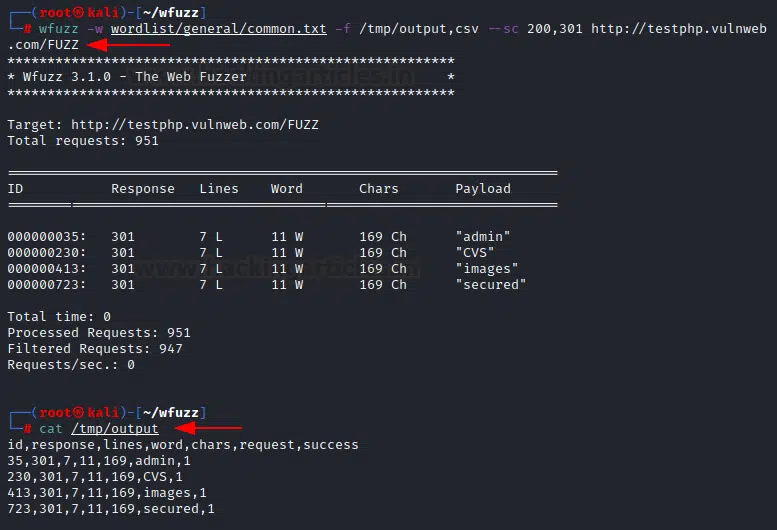 ┌──(root㉿kali)-[~/wfuzz]
└─# wfuzz -w wordlist/general/common.txt -f /tmp/output,csv --sc 200,301 http://testphp.vulnweb
.com/FUZZ
********************************************************
* Wfuzz 3.1.0 - The Web Fuzzer                         *
********************************************************
Target: http://testphp.vulnweb.com/FUZZ
Total requests: 951
=====================================================================
ID           Response   Lines    Word       Chars       Payload
=====================================================================
000000035:   301        7 L      11 W       169 Ch      "admin"
000000230:   301        7 L      11 W       169 Ch      "CVS"
000000413:   301        7 L      11 W       169 Ch      "images"
www.hackingarticles.in
000000723:   301        7 L      11 W       169 Ch      "secured"
Total time: 0
Processed Requests: 951
Filtered Requests: 947
Requests/sec.: 0
┌──(root㉿kali)-[~/wfuzz]
└─# cat /tmp/output
id,response,lines,word,chars,request,success
35,301,7,11,169,admin,1
230,301,7,11,169,CVS,1
413,301,7,11,169,images,1
723,301,7,11,169,secured,1